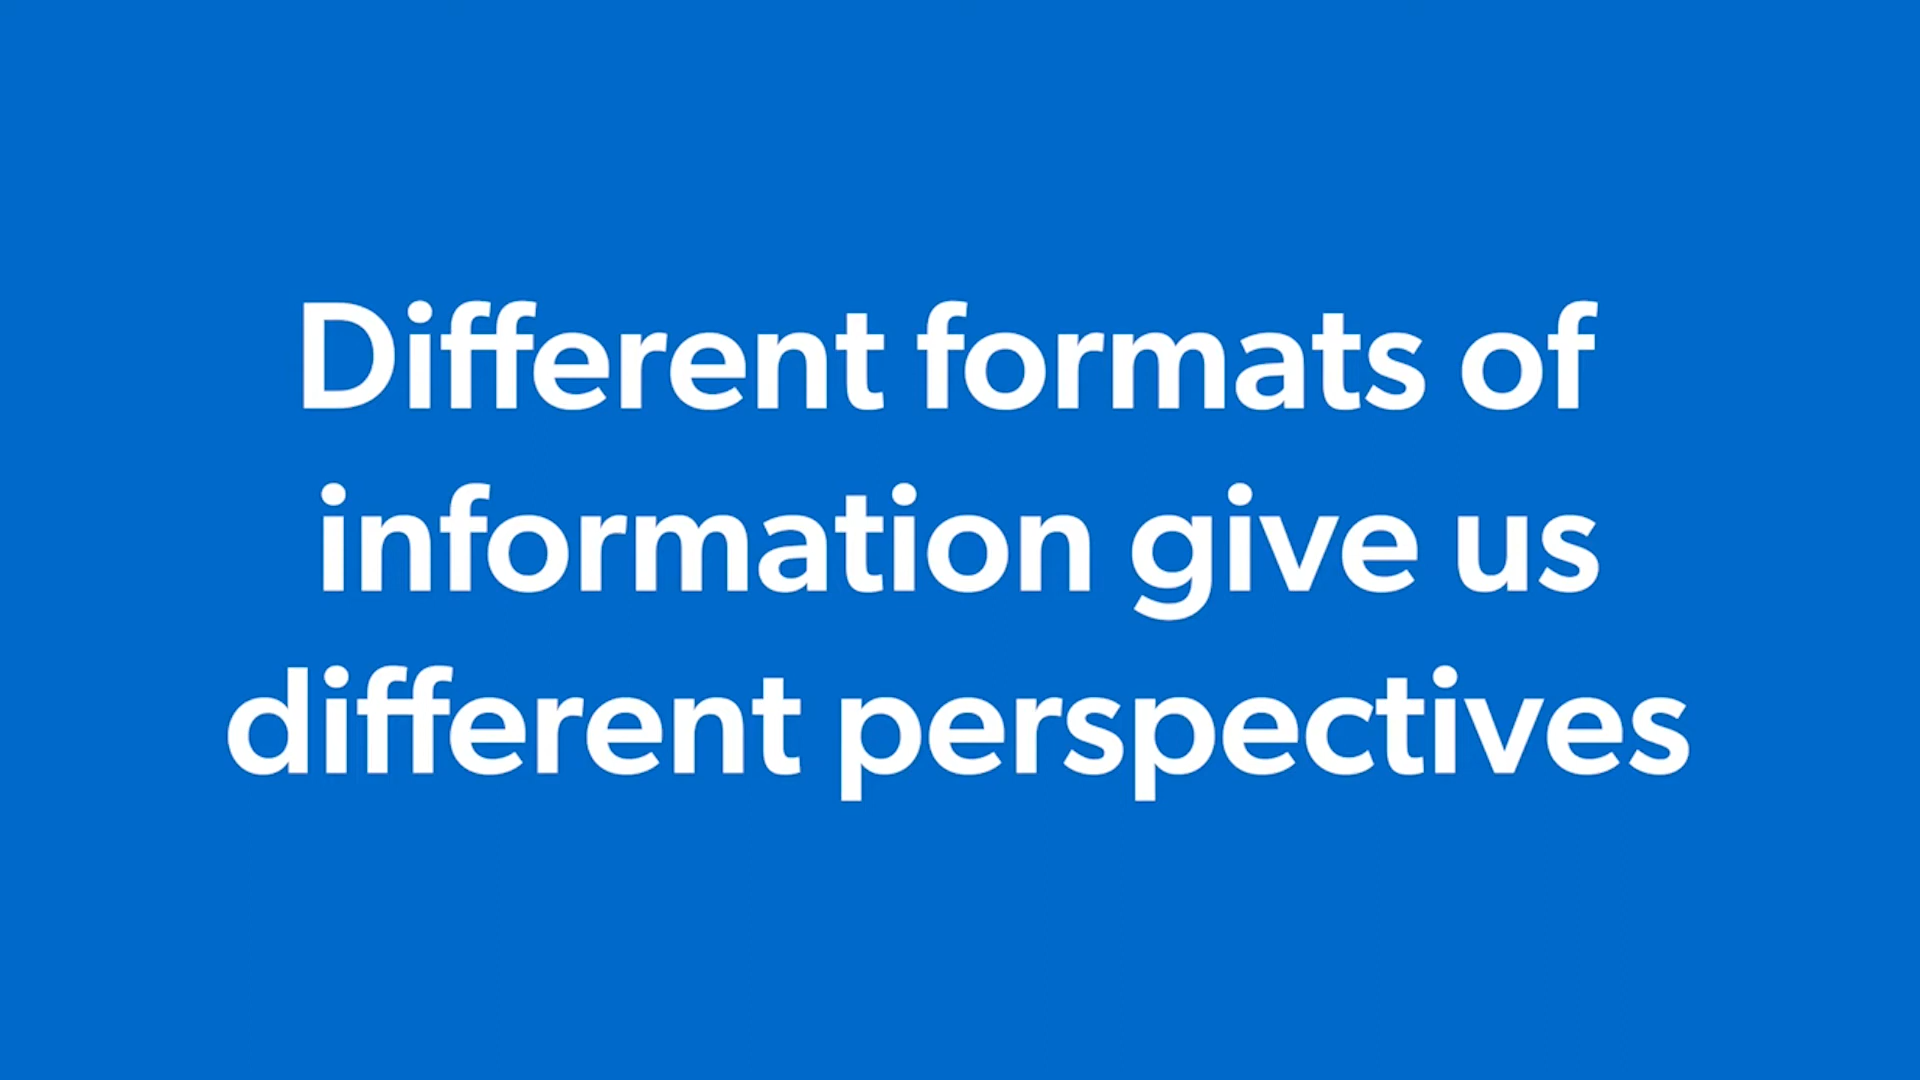 Different formats of
information give us
different perspectives